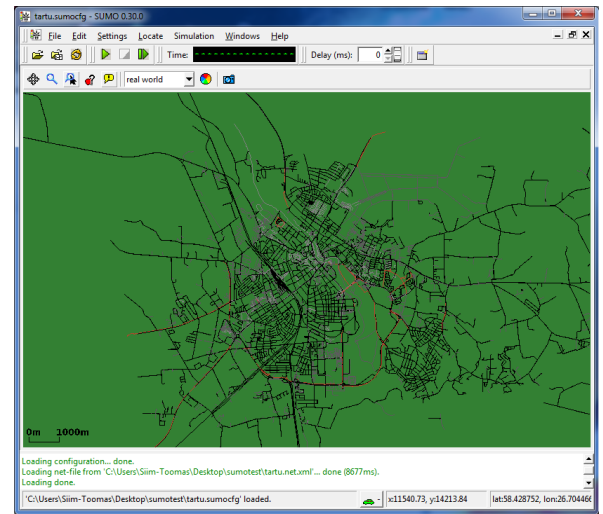 tartu.sumocfg - SUMO 0.30.0
File Edit Settings Locate Simulation Windows Help
Time: Delay (ms): 0
real world
0m 1000m
Loading configuration... done.
Loading net-file from 'C:\Users\Siim-Toomas\Desktop\sumotest\tartu.net.xml'... done (8677ms).
Loading done.
'C:\Users\Siim-Toomas\Desktop\sumotest\tartu.sumocfg' loaded. x:11540.73, y:14213.84 lat:58.428752, lon:26.704466